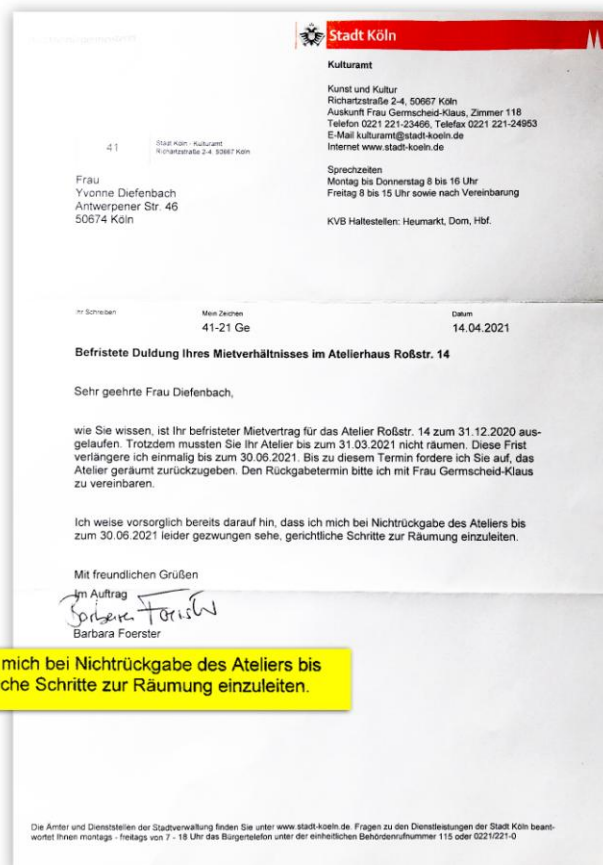 Stadt Köln
Kulturamt
Kunst und Kultur
Richartzstraße 2-4, 50667 Köln
Auskunft Frau Germscheid-Klaus, Zimmer 118
Telefon 0221 221-23466, Telefax 0221 221-24953
E-Mail kulturamt@stadt-koeln.de
Internet www.stadt-koeln.de
Sprechzeiten
Montag bis Donnerstag 8 bis 16 Uhr
Freitag 8 bis 15 Uhr sowie nach Vereinbarung
KVB Haltestellen: Heumarkt, Dom, Hbf.
41
Stadt Köln - Kulturamt
Richartzstraße 2-4, 50667 Köln
Frau
Yvonne Diefenbach
Antwerpener Str. 46
50674 Köln
Ihr Schreiben Mein Zeichen Datum
41-21 Ge 14.04.2021
Befristete Duldung Ihres Mietverhältnisses im Atelierhaus Roßstr. 14
Sehr geehrte Frau Diefenbach,
wie Sie wissen, ist Ihr befristeter Mietvertrag für das Atelier Roßstr. 14 zum 31.12.2020 aus-
gelaufen. Trotzdem mussten Sie Ihr Atelier bis zum 31.03.2021 nicht räumen. Diese Frist
verlängere ich einmalig bis zum 30.06.2021. Bis zu diesem Termin fordere ich Sie auf, das
Atelier geräumt zurückzugeben. Den Rückgabetermin bitte ich mit Frau Germscheid-Klaus
zu vereinbaren.
Ich weise vorsorglich bereits darauf hin, dass ich mich bei Nichtrückgabe des Ateliers bis
zum 30.06.2021 leider gezwungen sehe, gerichtliche Schritte zur Räumung einzuleiten.
Mit freundlichen Grüßen
Im Auftrag
Barbara Foerster
Barbara Foerster
mich bei Nichtrückgabe des Ateliers bis
che Schritte zur Räumung einzuleiten.
Die Ämter und Dienststellen der Stadtverwaltung finden Sie unter www.stadt-koeln.de. Fragen zu den Dienstleistungen der Stadt Köln beant-
wortet Ihnen montags - freitags von 7 - 18 Uhr das Bürgertelefon unter der einheitlichen Behördenrufnummer 115 oder 0221/221-0